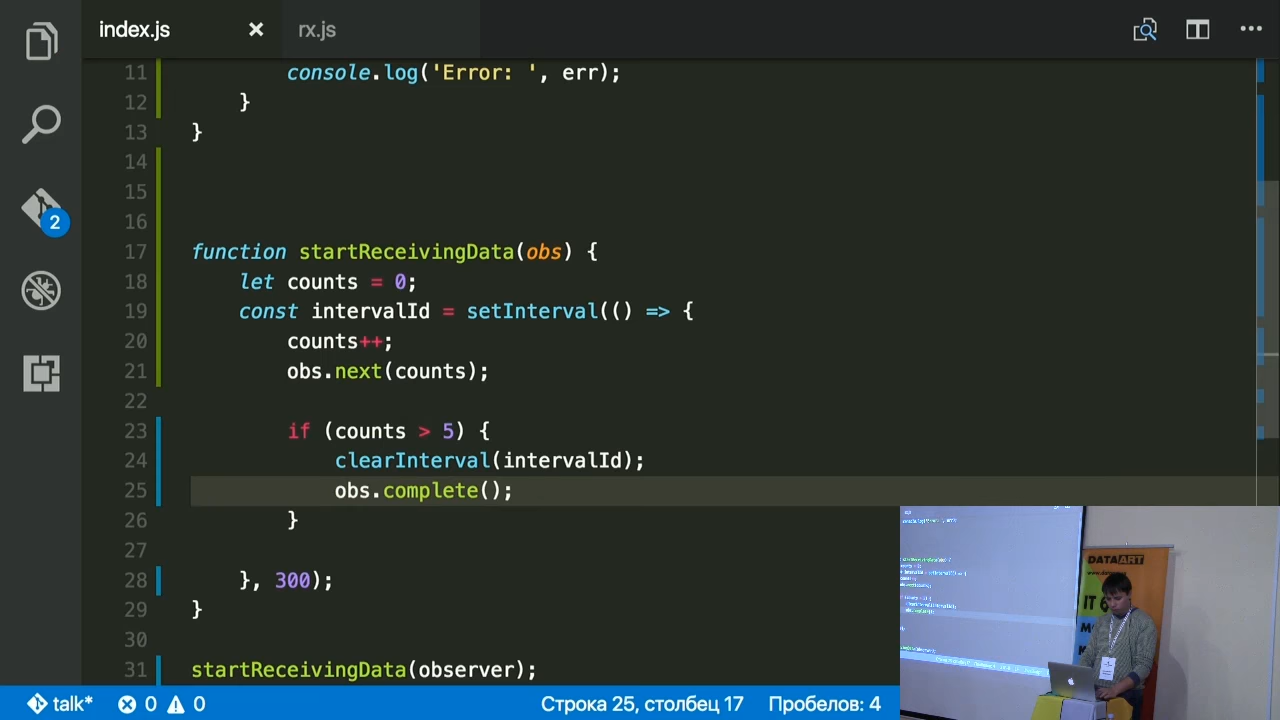 index.js
rx.js
11 console.log('Error: ', err);
12 }
13 }
14
15
16
17 function startReceivingData(obs) {
18 let counts = 0;
19 const intervalId = setInterval(() => {
20 counts++;
21 obs.next(counts);
22
23 if (counts > 5) {
24 clearInterval(intervalId);
25 obs.complete();
26 }
27
28 }, 300);
29 }
30
31 startReceivingData(observer);
2
talk* 0 0 Строка 25, столбец 17 Пробелов: 4
DATAART